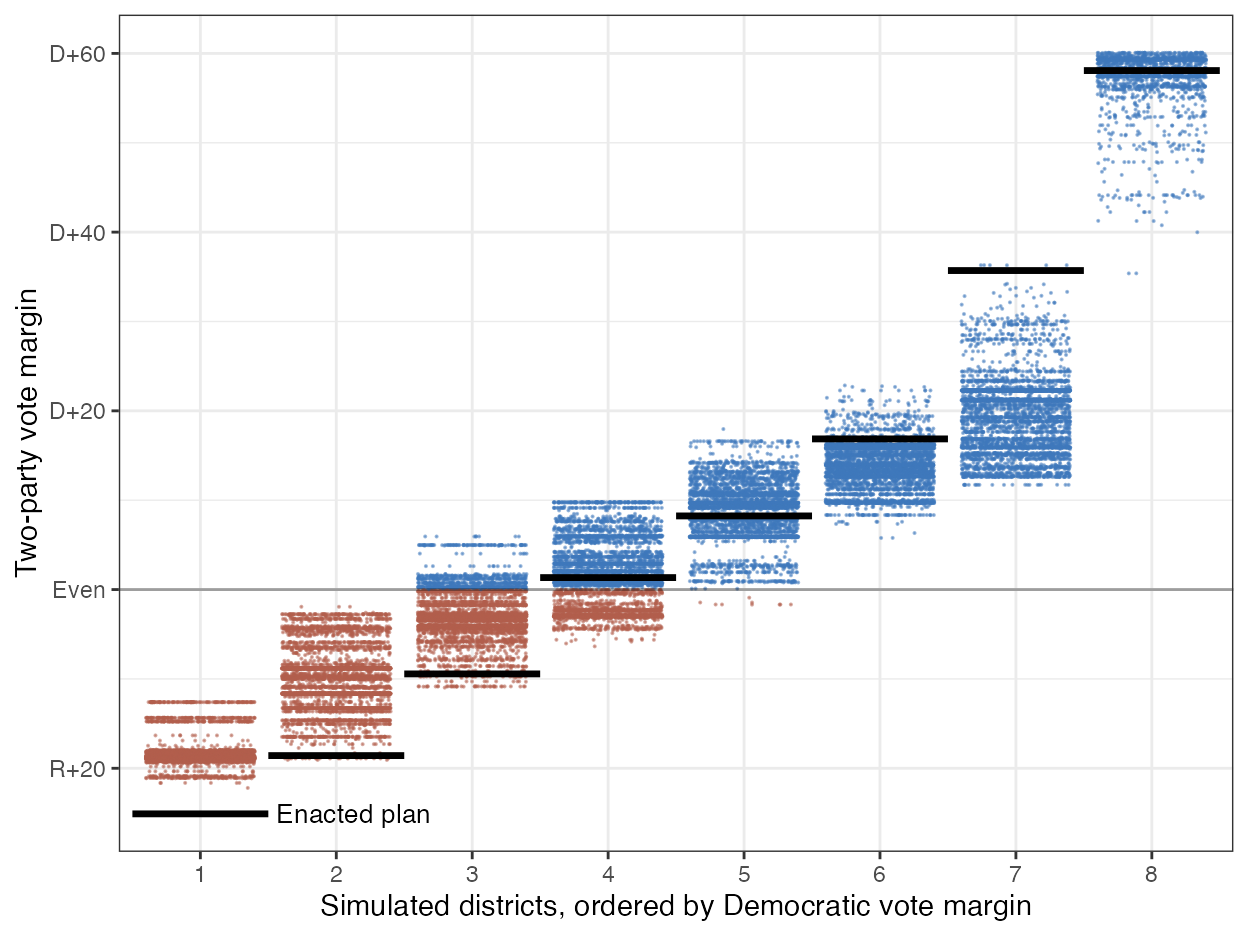 Two-party vote margin
D+60
D+40
D+20
Even
R+20
Enacted plan
1 2 3 4 5 6 7 8
Simulated districts, ordered by Democratic vote margin